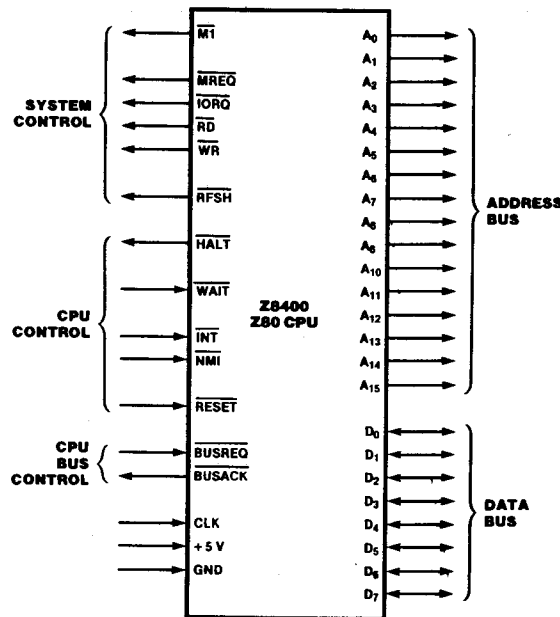 SYSTEM
CONTROL
M1
MREQ
IORQ
RD
WR
RFSH
CPU
CONTROL
HALT
WAIT
INT
NMI
RESET
CPU
BUS
CONTROL
BUSREQ
BUSACK
CLK
+ 5 V
GND
Z8400
Z80 CPU
A0
A1
A2
A3
A4
A5
A6
A7
A8
A9
A10
A11
A12
A13
A14
A15
ADDRESS
BUS
D0
D1
D2
D3
D4
D5
D6
D7
DATA
BUS